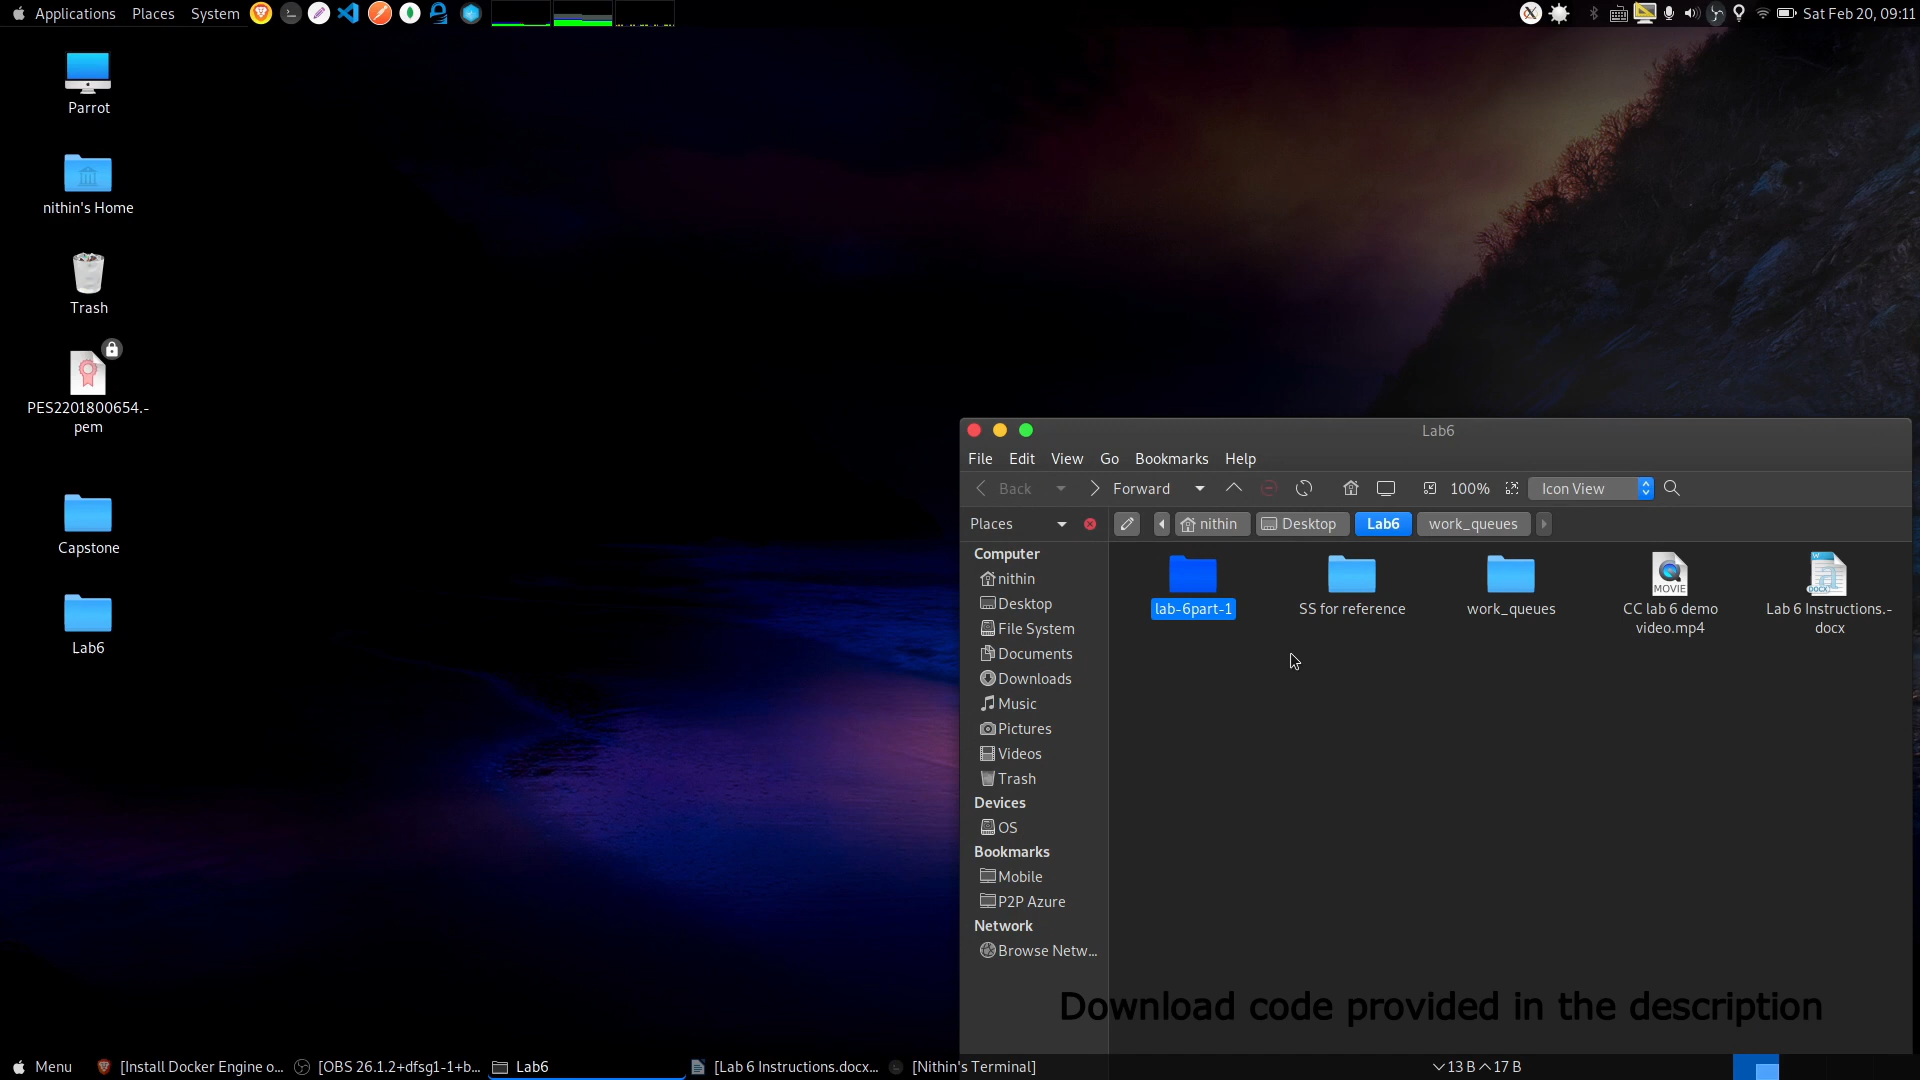 Applications Places System
Sat Feb 20, 09:11
Parrot
nithin's Home
Trash
PES2201800654.-
pem
Capstone
Lab6
Lab6
File Edit View Go Bookmarks Help
Back Forward 100% Icon View
Places nithin Desktop Lab6 work_queues
Computer
nithin
Desktop
File System
Documents
Downloads
Music
Pictures
Videos
Trash
Devices
OS
Bookmarks
Mobile
P2P Azure
Network
Browse Netw...
lab-6part-1
SS for reference
work_queues
MOVIE
CC lab 6 demo
video.mp4
W
a
DOCX
Lab 6 Instructions.-
docx
Download code provided in the description
Menu [Install Docker Engine o... [OBS 26.1.2+dfsg1-1+b... Lab6 [Lab 6 Instructions.docx... [Nithin's Terminal] 13 B 17 B